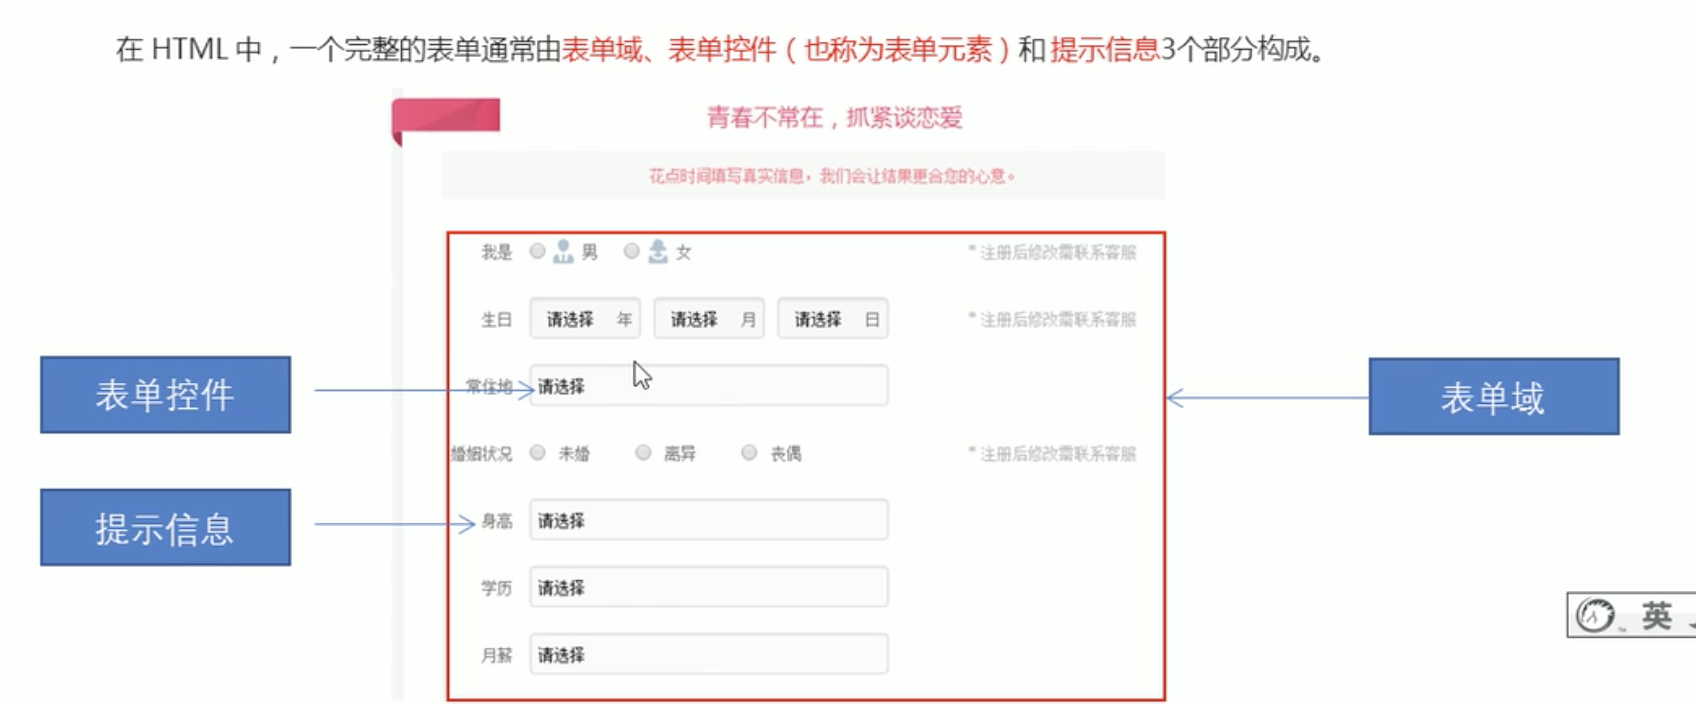 在 HTML 中，一个完整的表单通常由表单域、表单控件（也称为表单元素）和 提示信息3个部分构成。
青春不常在，抓紧谈恋爱
花点时间填写真实信息，我们会让结果更合您的心意。
我是 男 女 * 注册后修改需联系客服
生日 请选择 年 请选择 月 请选择 日 * 注册后修改需联系客服
表单控件
常住地 请选择
表单域
婚姻状况 未婚 离异 丧偶 * 注册后修改需联系客服
提示信息
身高 请选择
学历 请选择
英
月薪 请选择